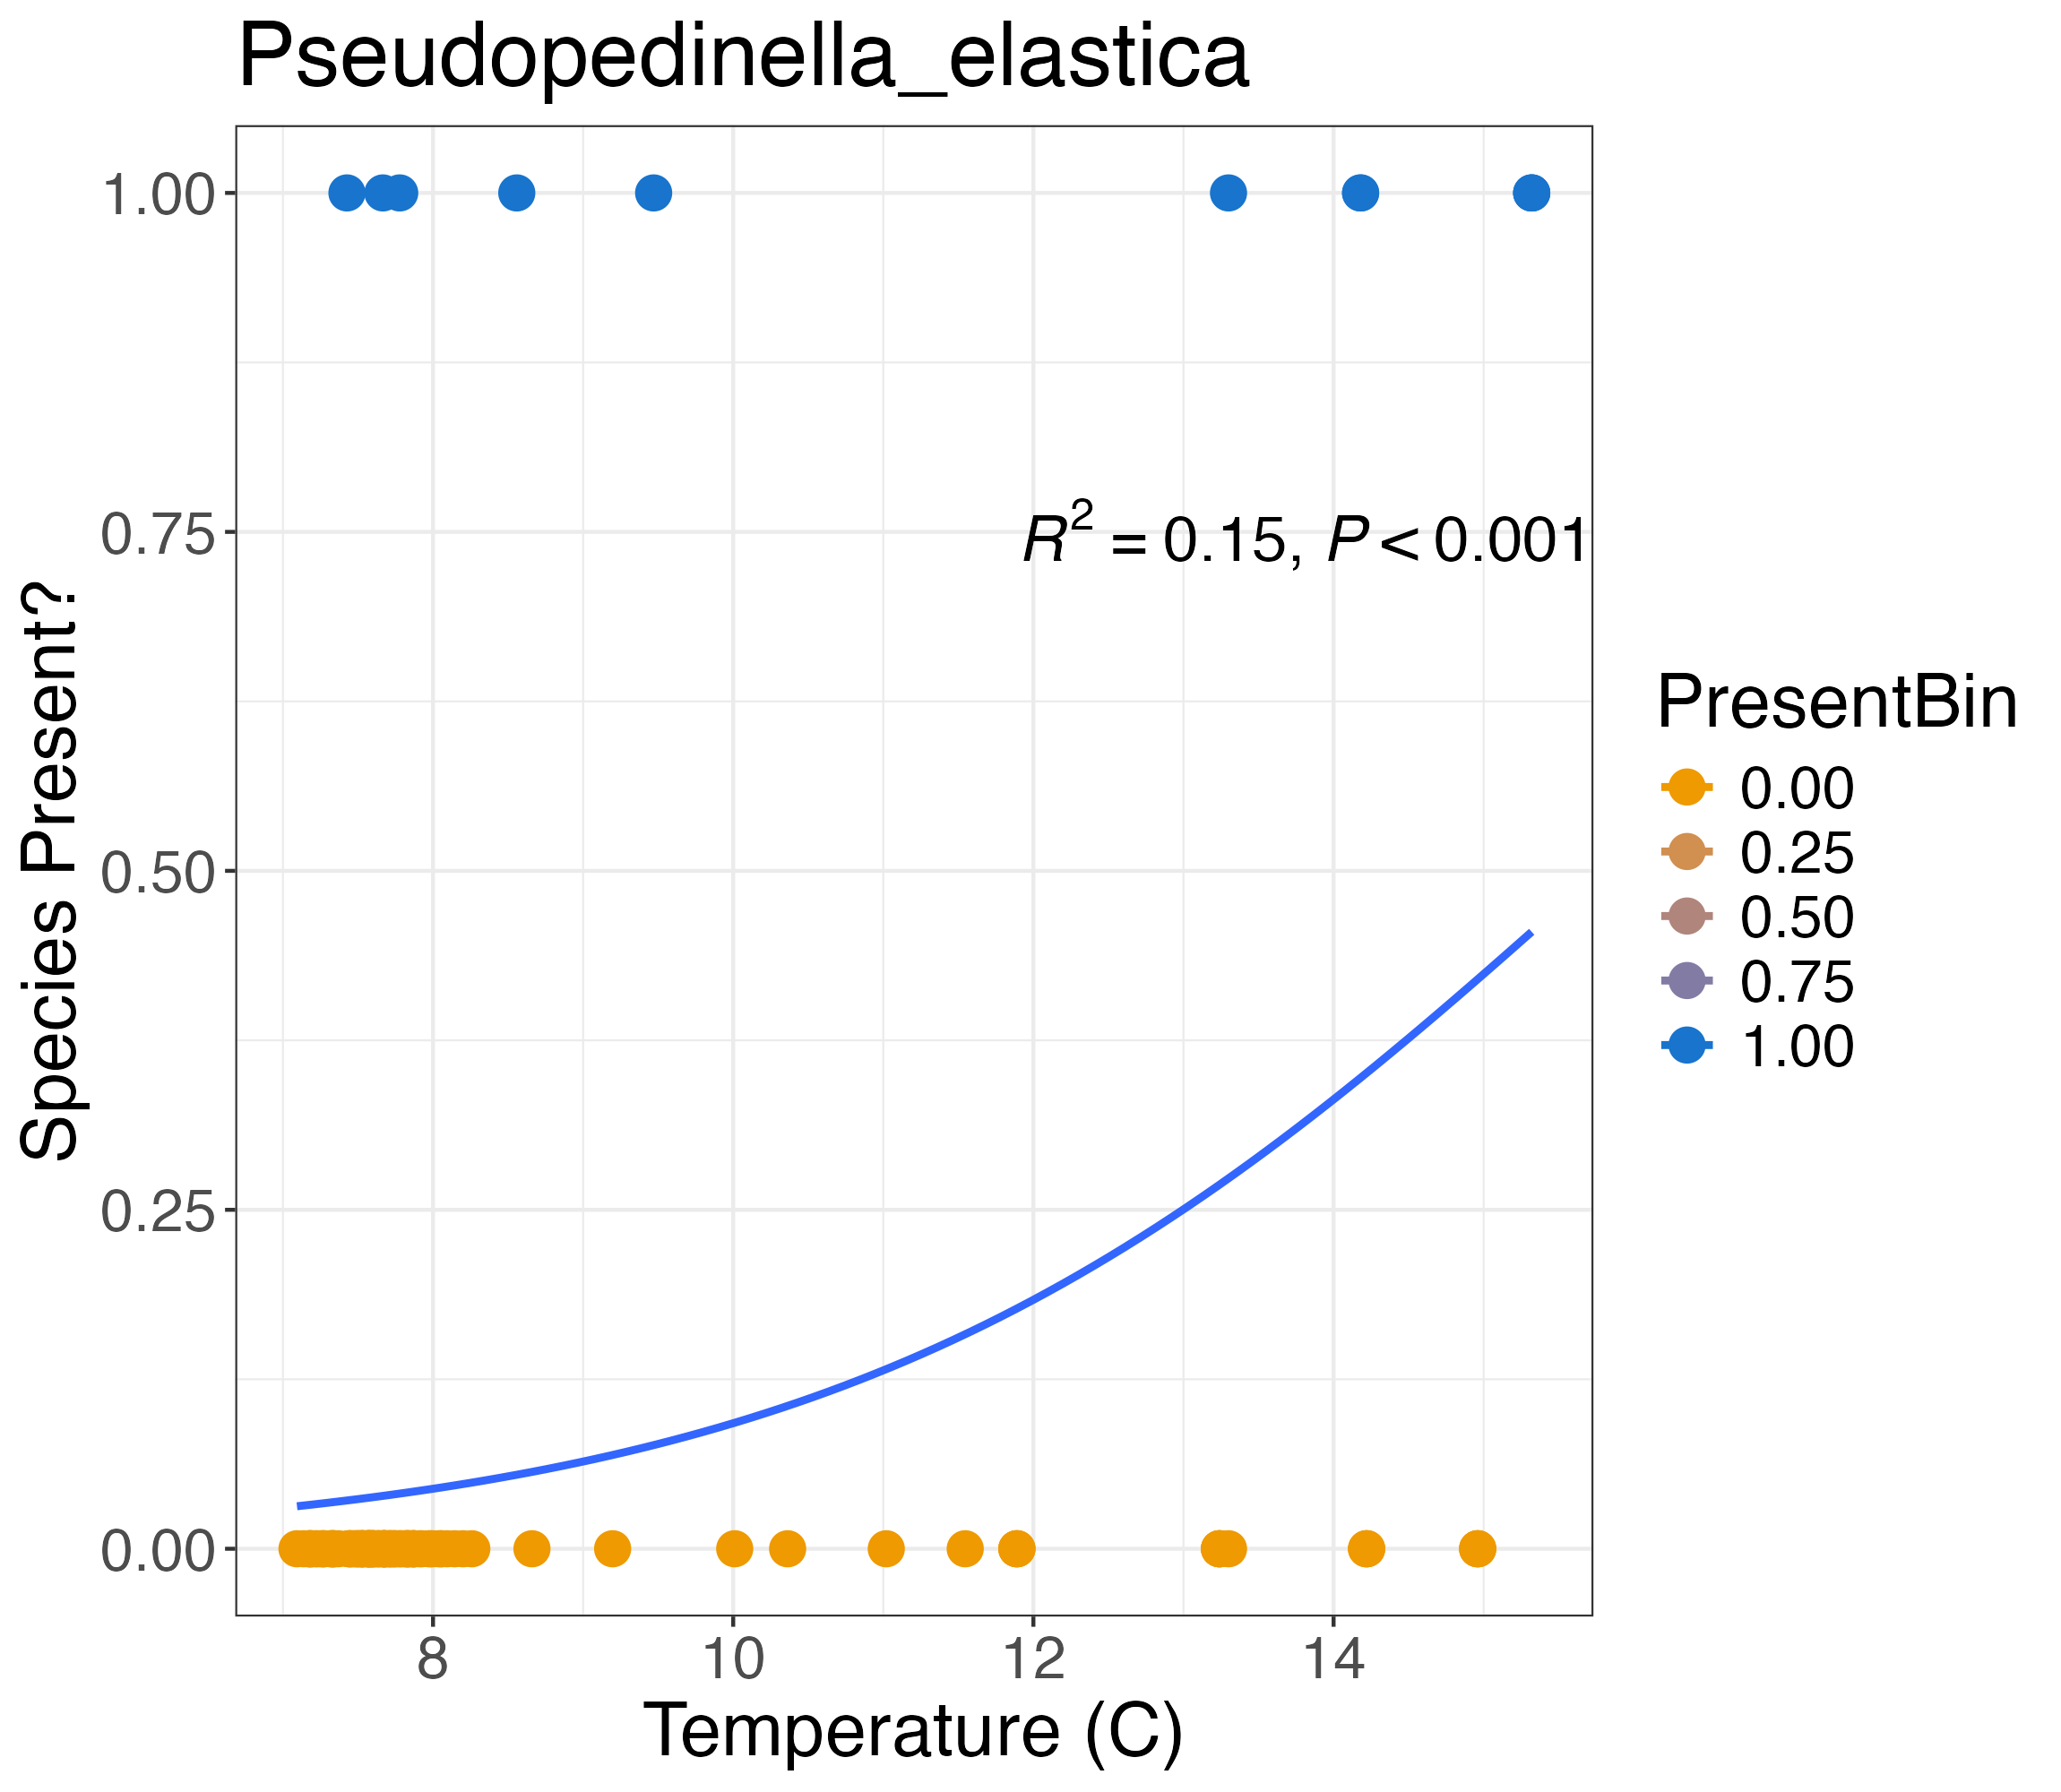 Pseudopedinella_elastica
Species Present?
1.00
0.75
0.50
0.25
0.00
R² = 0.15, P < 0.001
8 10 12 14
Temperature (C)
PresentBin
0.00
0.25
0.50
0.75
1.00